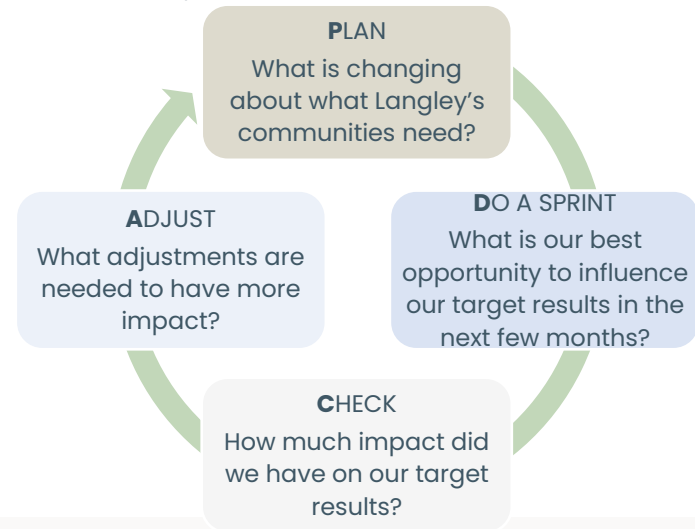 PLAN
What is changing
about what Langley’s
communities need?
DO A SPRINT
What is our best
opportunity to influence
our target results in the
next few months?
CHECK
How much impact did
we have on our target
results?
ADJUST
What adjustments are
needed to have more
impact?